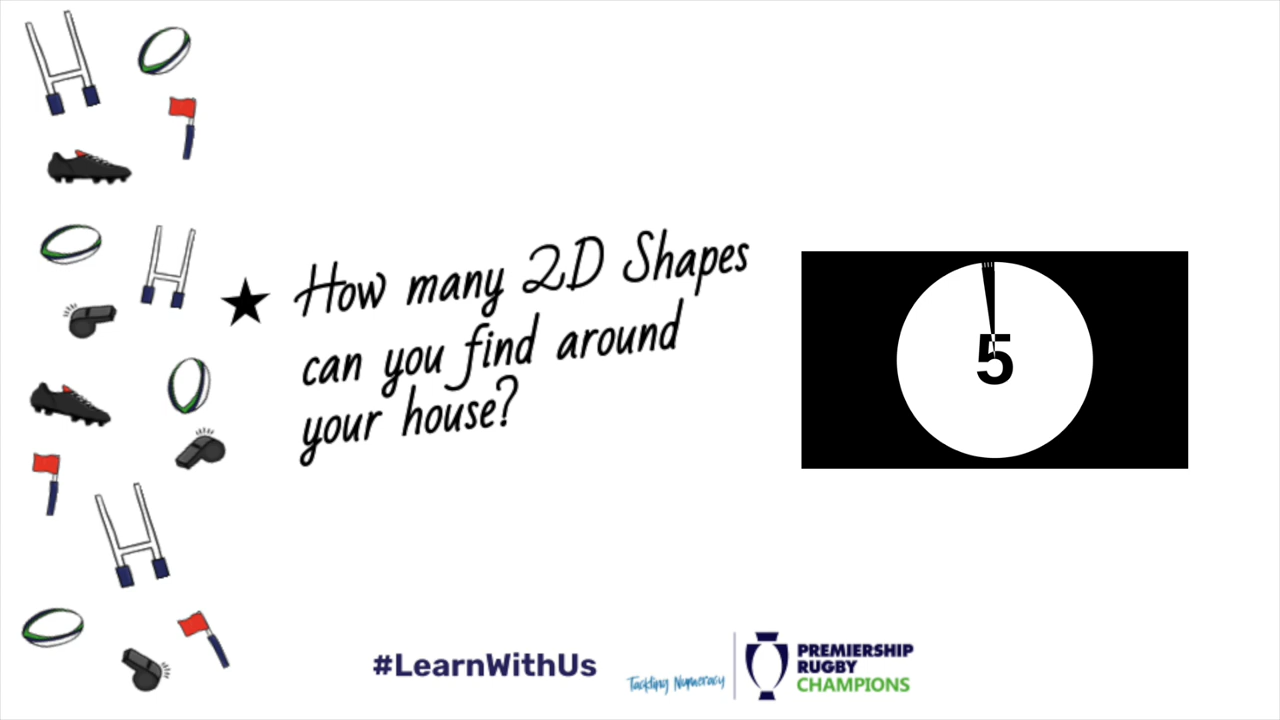 How many 2D Shapes
can you find around
your house?
5
#LearnWithUs
Tackling Numeracy
PREMIERSHIP
RUGBY
CHAMPIONS